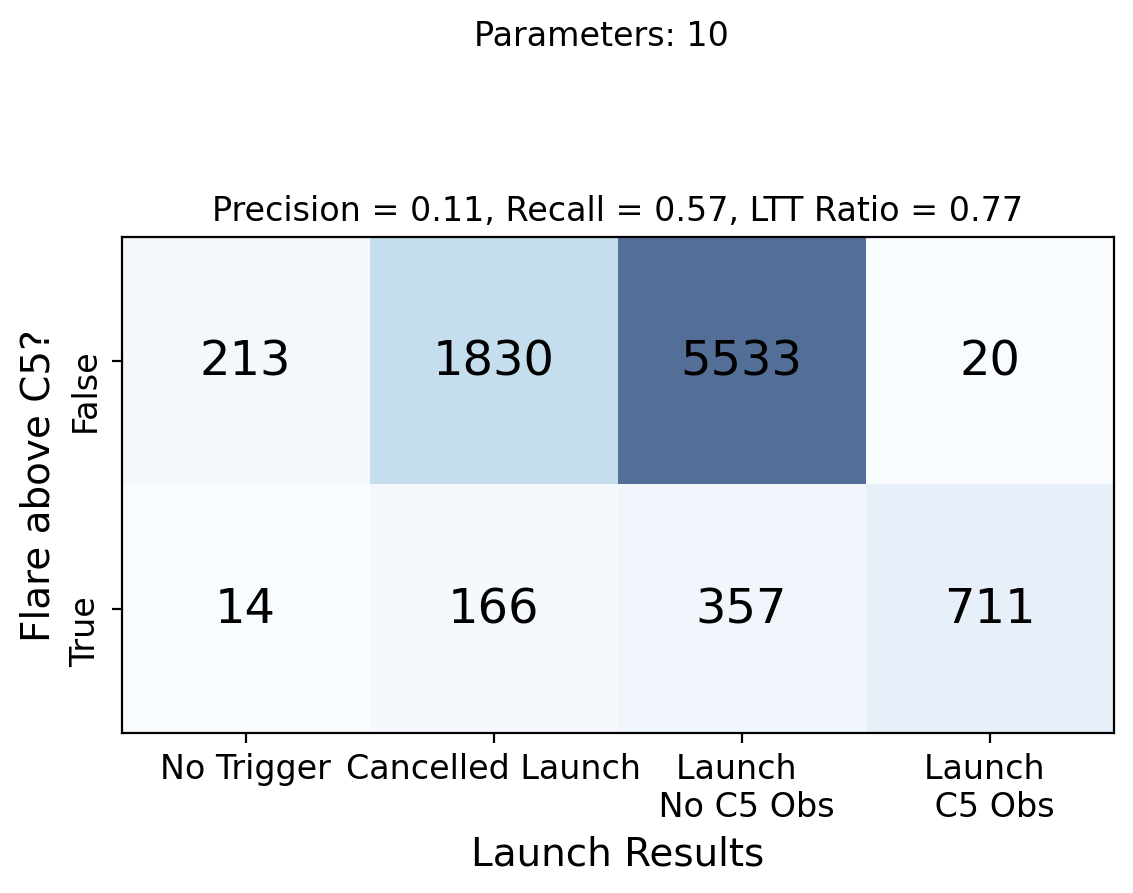 Parameters: 10
Precision = 0.11, Recall = 0.57, LTT Ratio = 0.77
Flare above C5?
False
213 1830 5533 20
True
14 166 357 711
No Trigger Cancelled Launch Launch No C5 Obs Launch C5 Obs
Launch Results